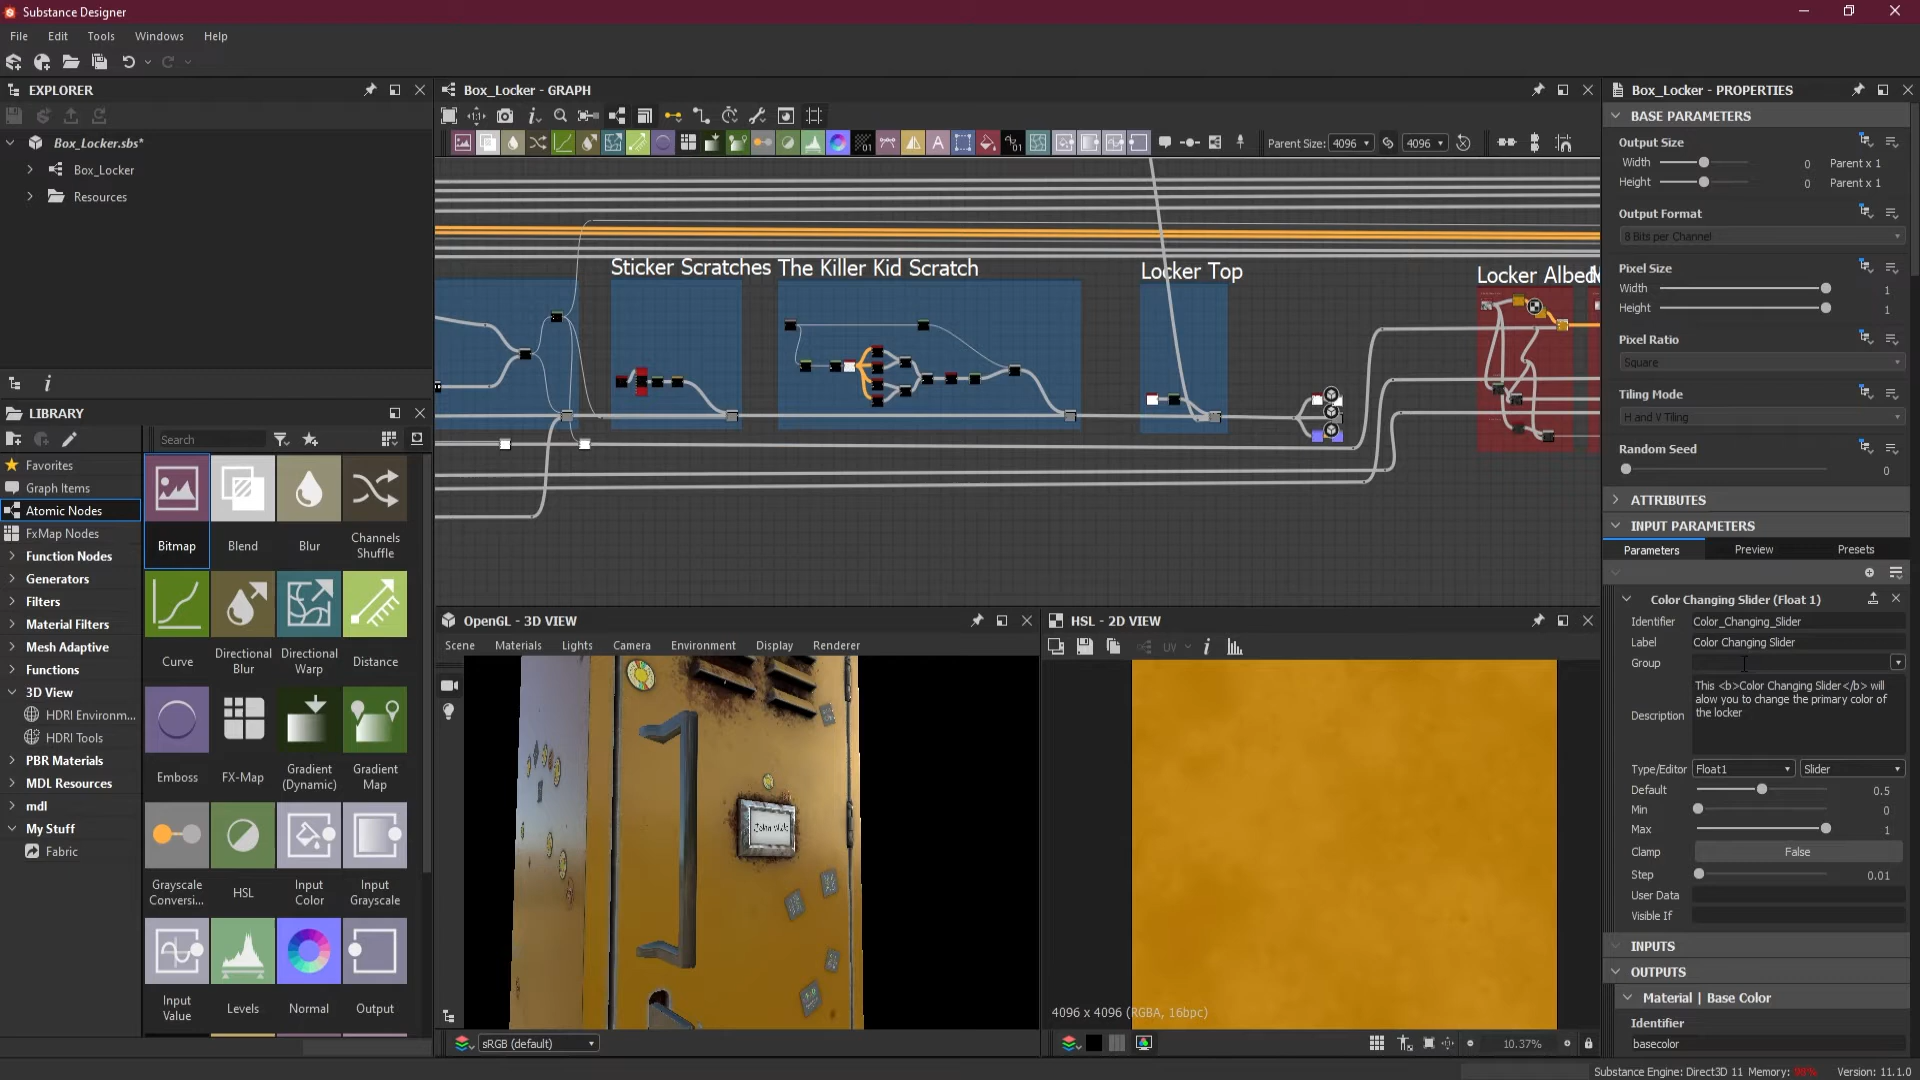 Substance Designer
File Edit Tools Windows Help
EXPLORER
Box_Locker.sbs*
Box_Locker
Resources
LIBRARY
Search
Favorites
Graph Items
Atomic Nodes
FxMap Nodes
Function Nodes
Generators
Filters
Material Filters
Mesh Adaptive
Functions
3D View
HDRI Environm...
HDRI Tools
PBR Materials
MDL Resources
mdl
My Stuff
Fabric
Bitmap
Blend
Blur
Channels
Shuffle
Curve
Directional
Blur
Directional
Warp
Distance
Emboss
FX-Map
Gradient
(Dynamic)
Gradient
Map
Grayscale
Conversi...
HSL
Input
Color
Input
Grayscale
Input
Value
Levels
Normal
Output
Box_Locker - GRAPH
Parent Size: 4096 4096
Sticker Scratches
The Killer Kid Scratch
Locker Top
Locker Albed
OpenGL - 3D VIEW
Scene Materials Lights Camera Environment Display Renderer
John Wick
sRGB (default)
HSL - 2D VIEW
UV
4096 x 4096 (RGBA, 16bpc)
10.37%
Box_Locker - PROPERTIES
BASE PARAMETERS
Output Size
Width 0 Parent x 1
Height 0 Parent x 1
Output Format
8 Bits per Channel
Pixel Size
Width 1
Height 1
Pixel Ratio
Square
Tiling Mode
H and V Tiling
Random Seed
0
ATTRIBUTES
INPUT PARAMETERS
Parameters Preview Presets
Color Changing Slider (Float 1)
Identifier Color_Changing_Slider
Label Color Changing Slider
Group
Description This <b>Color Changing Slider</b> will
alow you to change the primary color of
the locker
Type/Editor Float1 Slider
Default 0.5
Min 0
Max 1
Clamp False
Step 0.01
User Data
Visible If
INPUTS
OUTPUTS
Material | Base Color
Identifier
basecolor
Substance Engine: Direct3D 11 Memory: 98% Version: 11.1.0